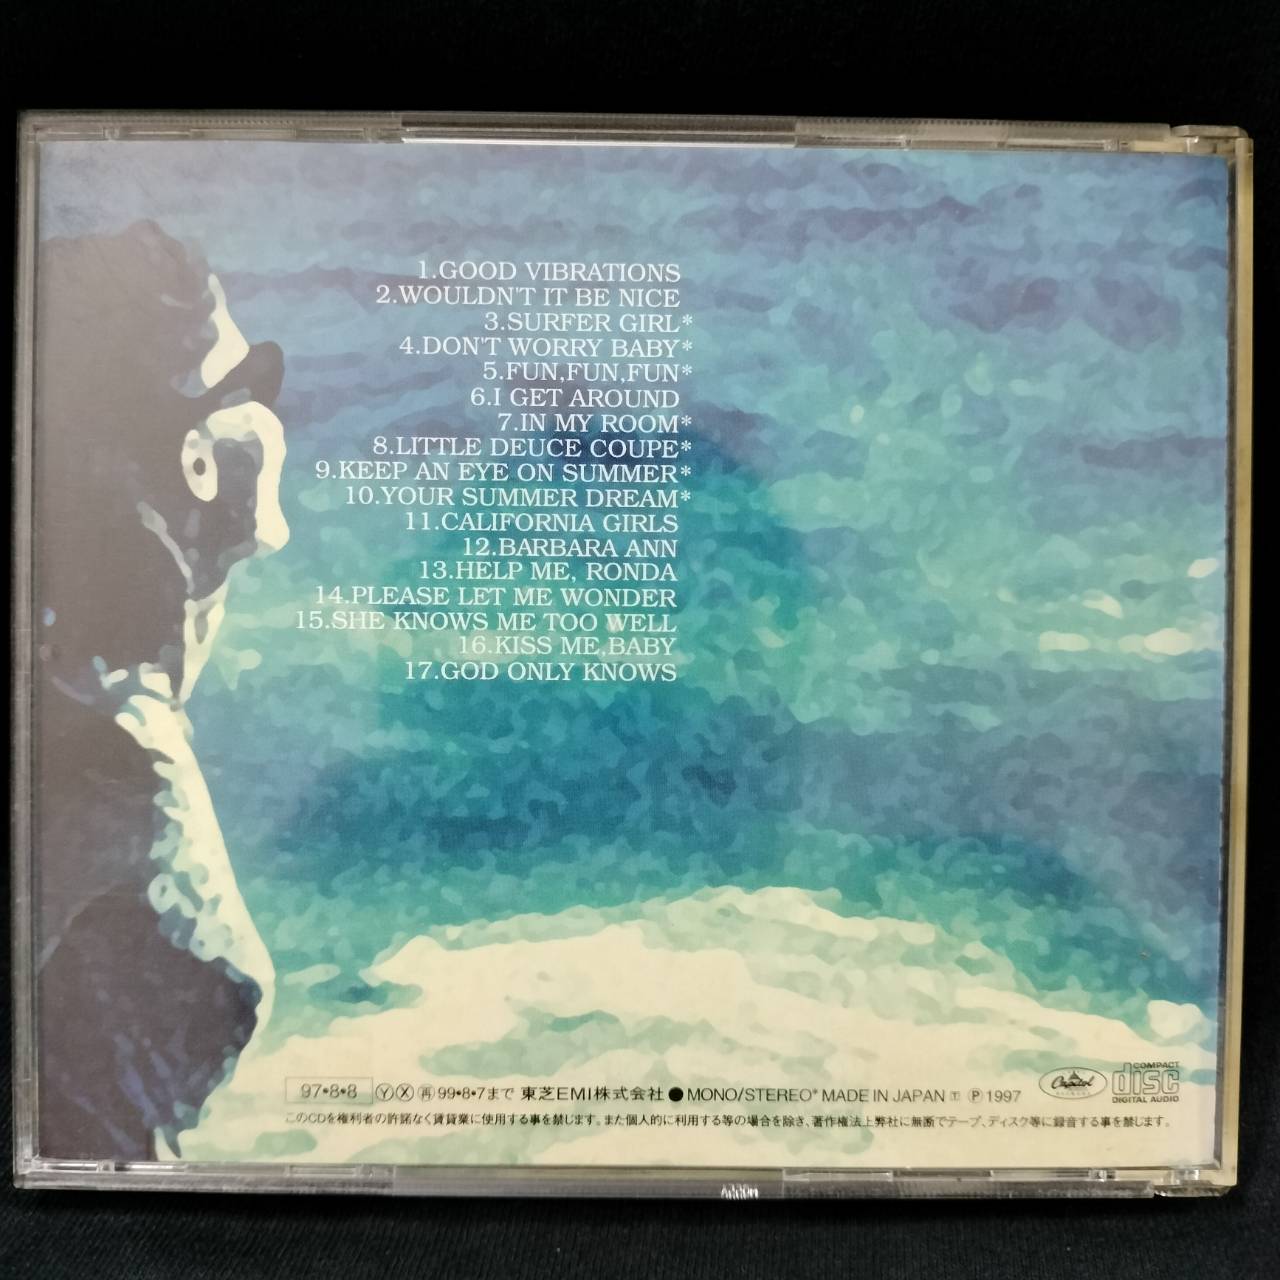 1.GOOD VIBRATIONS
2.WOULDN'T IT BE NICE
3.SURFER GIRL*
4.DON'T WORRY BABY*
5.FUN,FUN,FUN*
6.I GET AROUND
7.IN MY ROOM*
8.LITTLE DEUCE COUPE*
9.KEEP AN EYE ON SUMMER*
10.YOUR SUMMER DREAM*
11.CALIFORNIA GIRLS
12.BARBARA ANN
13.HELP ME, RONDA
14.PLEASE LET ME WONDER
15.SHE KNOWS ME TOO WELL
16.KISS ME,BABY
17.GOD ONLY KNOWS
97•8•8 Ⓨ Ⓧ 再 99•8•7まで 東芝EMI株式会社 ● MONO/STEREO* MADE IN JAPAN Ⓣ Ⓟ 1997
Capitol
COMPACT
disc
DIGITAL AUDIO
このCDを権利者の許諾なく賃貸業に使用する事を禁じます。また個人的に利用する等の場合を除き、著作権法上弊社に無断でテープ、ディスク等に録音する事を禁じます。